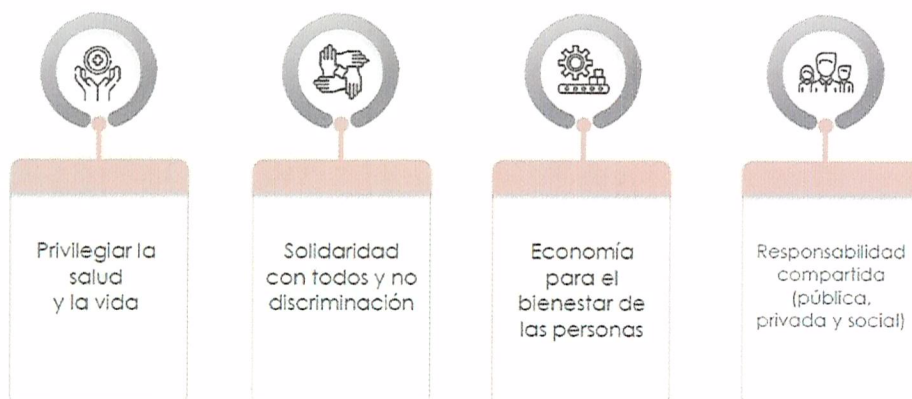 Privilegiar la
salud
y la vida
Solidaridad
con todos y no
discriminación
Economía
para el
bienestar de
las personas
Responsabilidad
compartida
(pública,
privada y social)